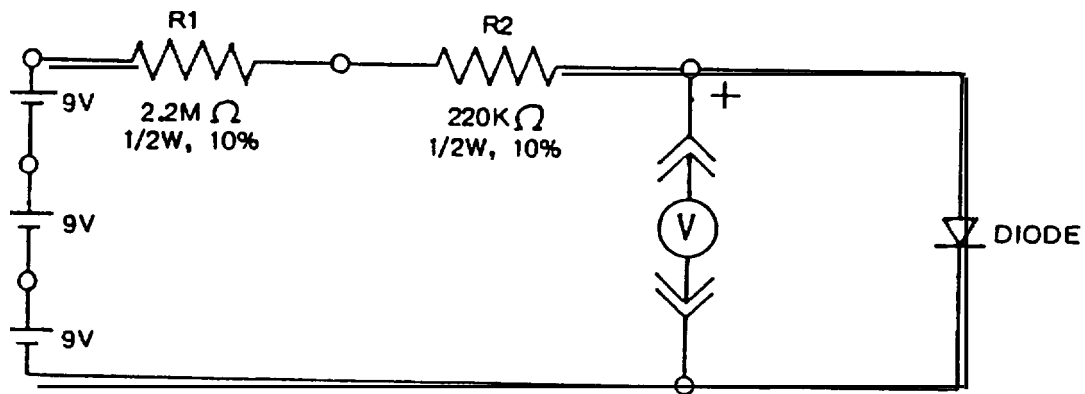 R1
2.2M Ω
1/2W, 10%
R2
220K Ω
1/2W, 10%
9V
9V
9V
+
V
DIODE